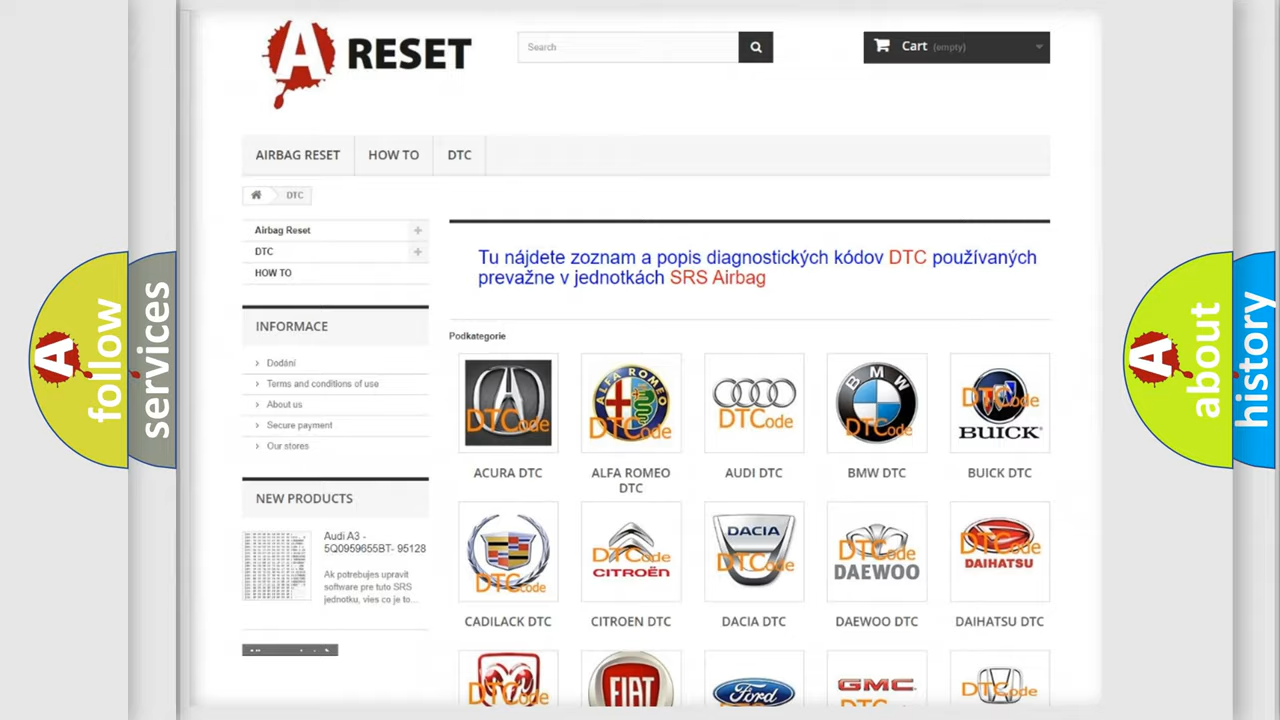 A RESET
Search
Cart (empty)
AIRBAG RESET
HOW TO
DTC
DTC
Airbag Reset
DTC
HOW TO
INFORMACE
Dodání
Terms and conditions of use
About us
Secure payment
Our stores
NEW PRODUCTS
Audi A3 -
5Q0959655BT- 95128
Ak potrebujes upravit
software pre tuto SRS
jednotku, vies co je to...
Tu nájdete zoznam a popis diagnostických kódov DTC používaných
prevažne v jednotkách SRS Airbag
Podkategorie
DTCode
ALFA ROMEO
DTCode
DTCode
BMW
DTCode
DTCode
BUICK
ACURA DTC
ALFA ROMEO
DTC
AUDI DTC
BMW DTC
BUICK DTC
DTCode
DTCode
CITROËN
DACIA
DTCode
DTCode
DAEWOO
DTCode
DAIHATSU
CADILACK DTC
CITROEN DTC
DACIA DTC
DAEWOO DTC
DAIHATSU DTC
DTCode
FIAT
Ford
GMC
DTCode
A follow
services
A about
history